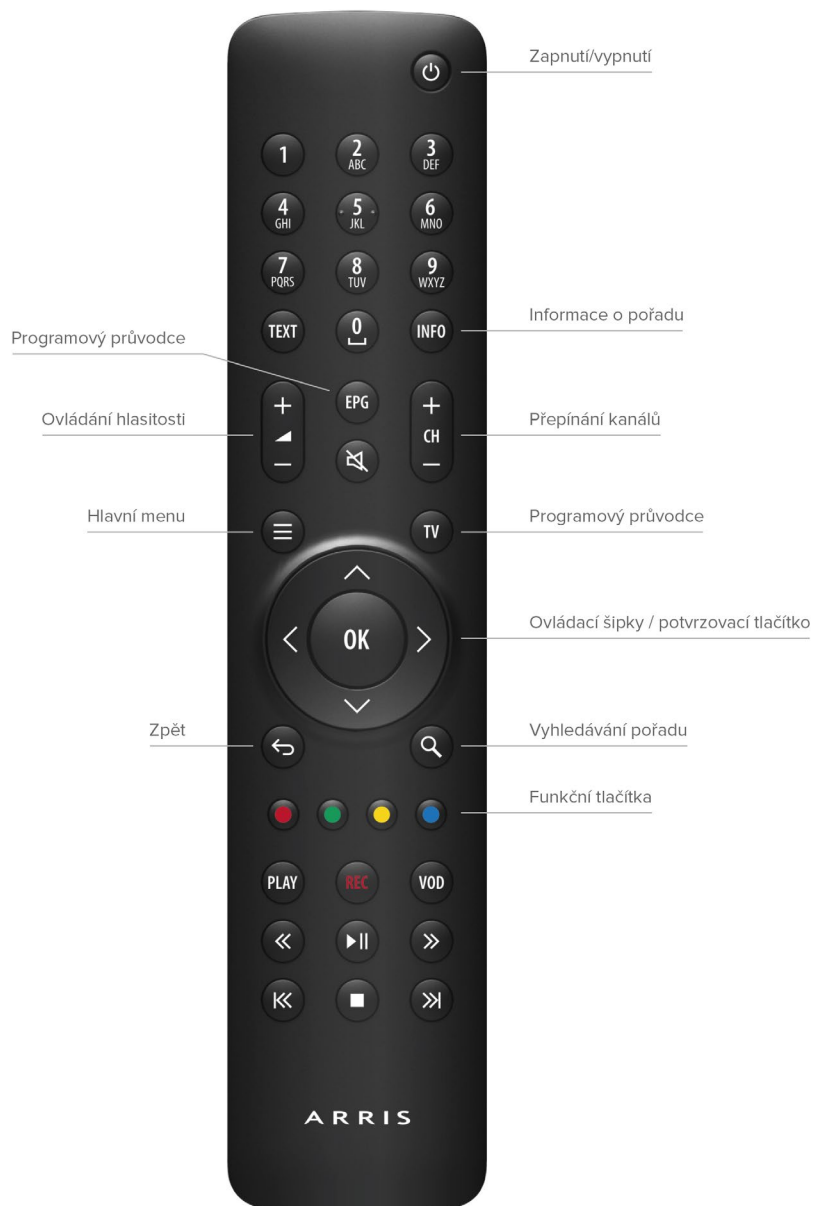 Zapnutí/vypnutí
1
2
ABC
3
DEF
4
GHI
5
JKL
6
MNO
7
PQRS
8
TUV
9
WXYZ
TEXT
0
INFO
Informace o pořadu
Programový průvodce
EPG
Ovládání hlasitosti
+
−
+
CH
−
Přepínání kanálů
Hlavní menu
TV
Programový průvodce
OK
Ovládací šipky / potvrzovací tlačítko
Zpět
Vyhledávání pořadu
Funkční tlačítka
PLAY
REC
VOD
ARRIS